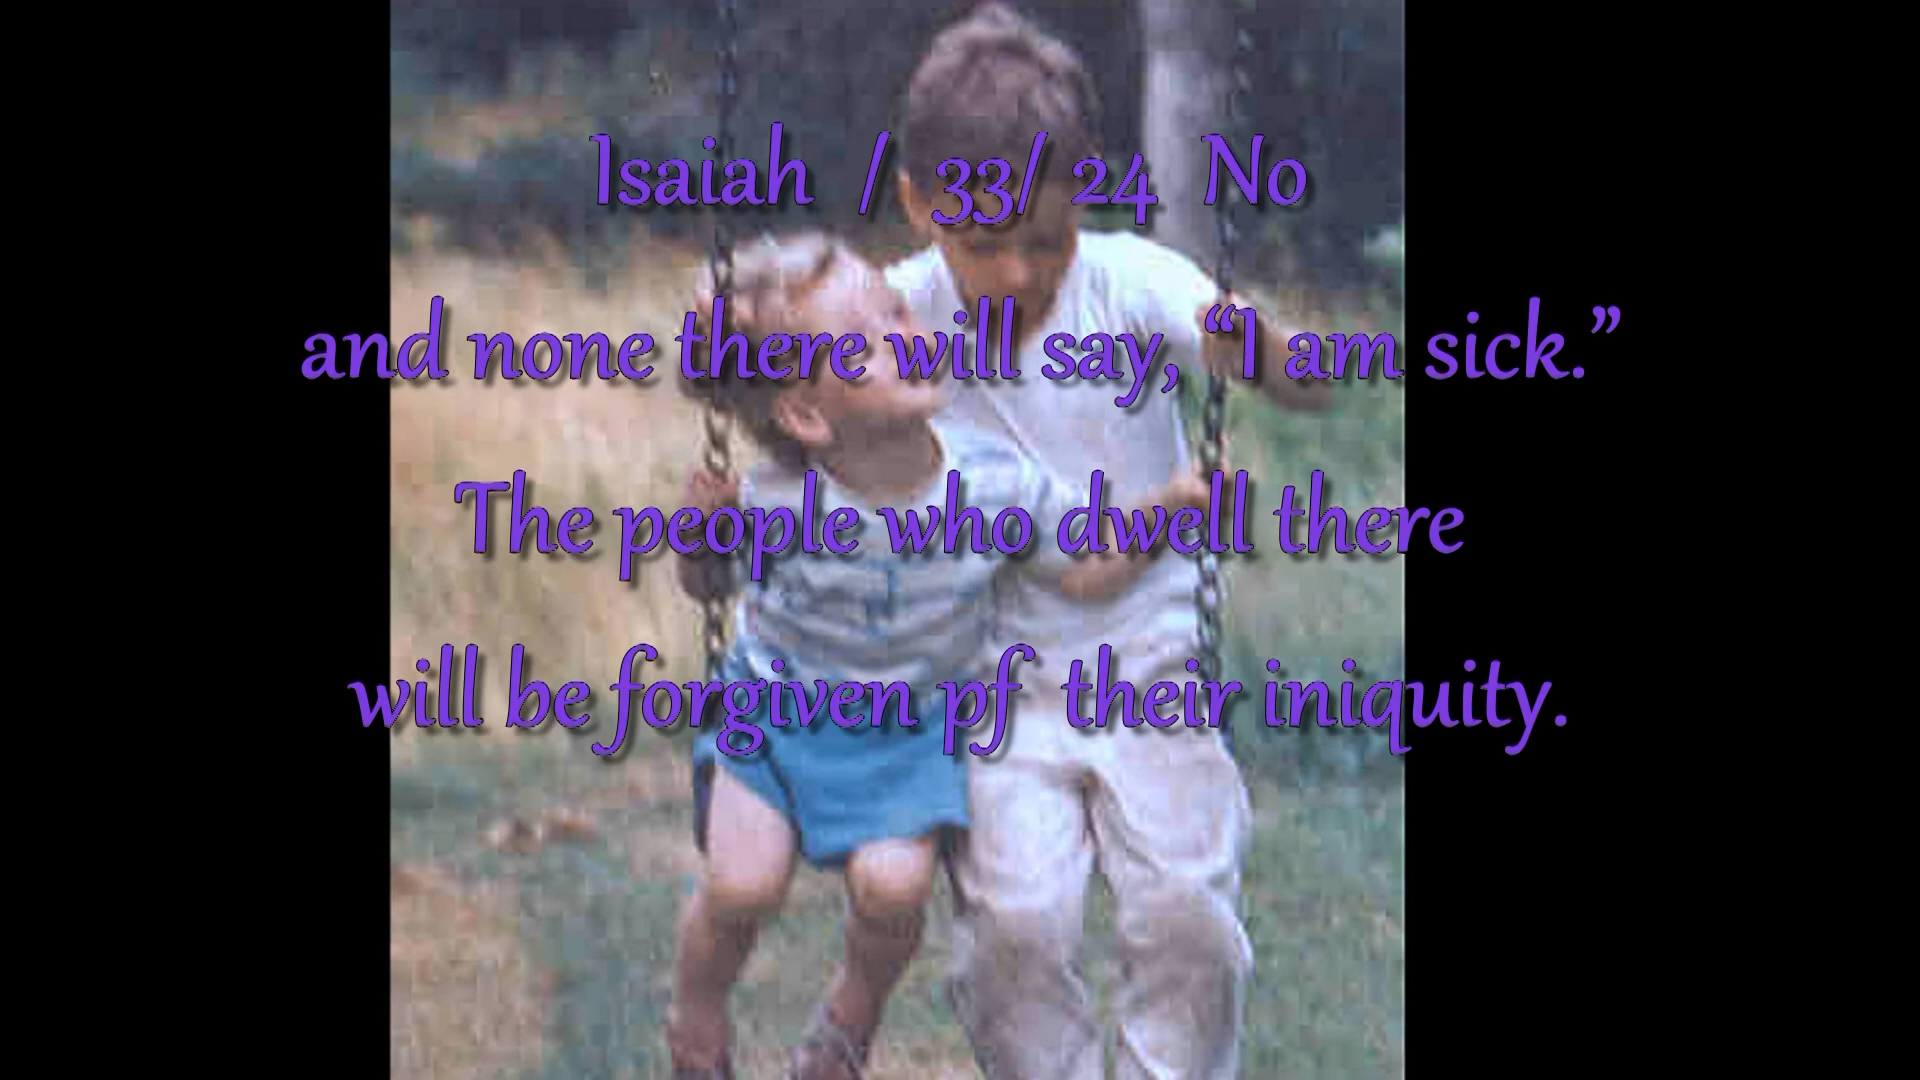 Isaiah / 33/ 24 No
and none there will say, “I am sick.”
The people who dwell there
will be forgiven pf their iniquity.